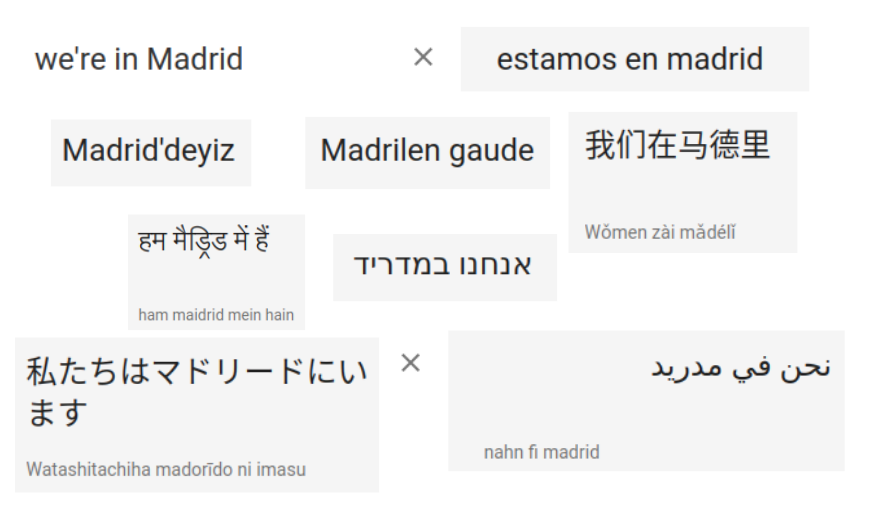 we're in Madrid
estamos en madrid
Madrid'deyiz
Madrilen gaude
我们在马德里
Wǒmen zài mǎdélǐ
हम मैड्रिड में हैं
ham maidrid mein hain
אנחנו במדריד
私たちはマドリードにい
ます
Watashitachiha madorīdo ni imasu
نحن في مدريد
nahn fi madrid